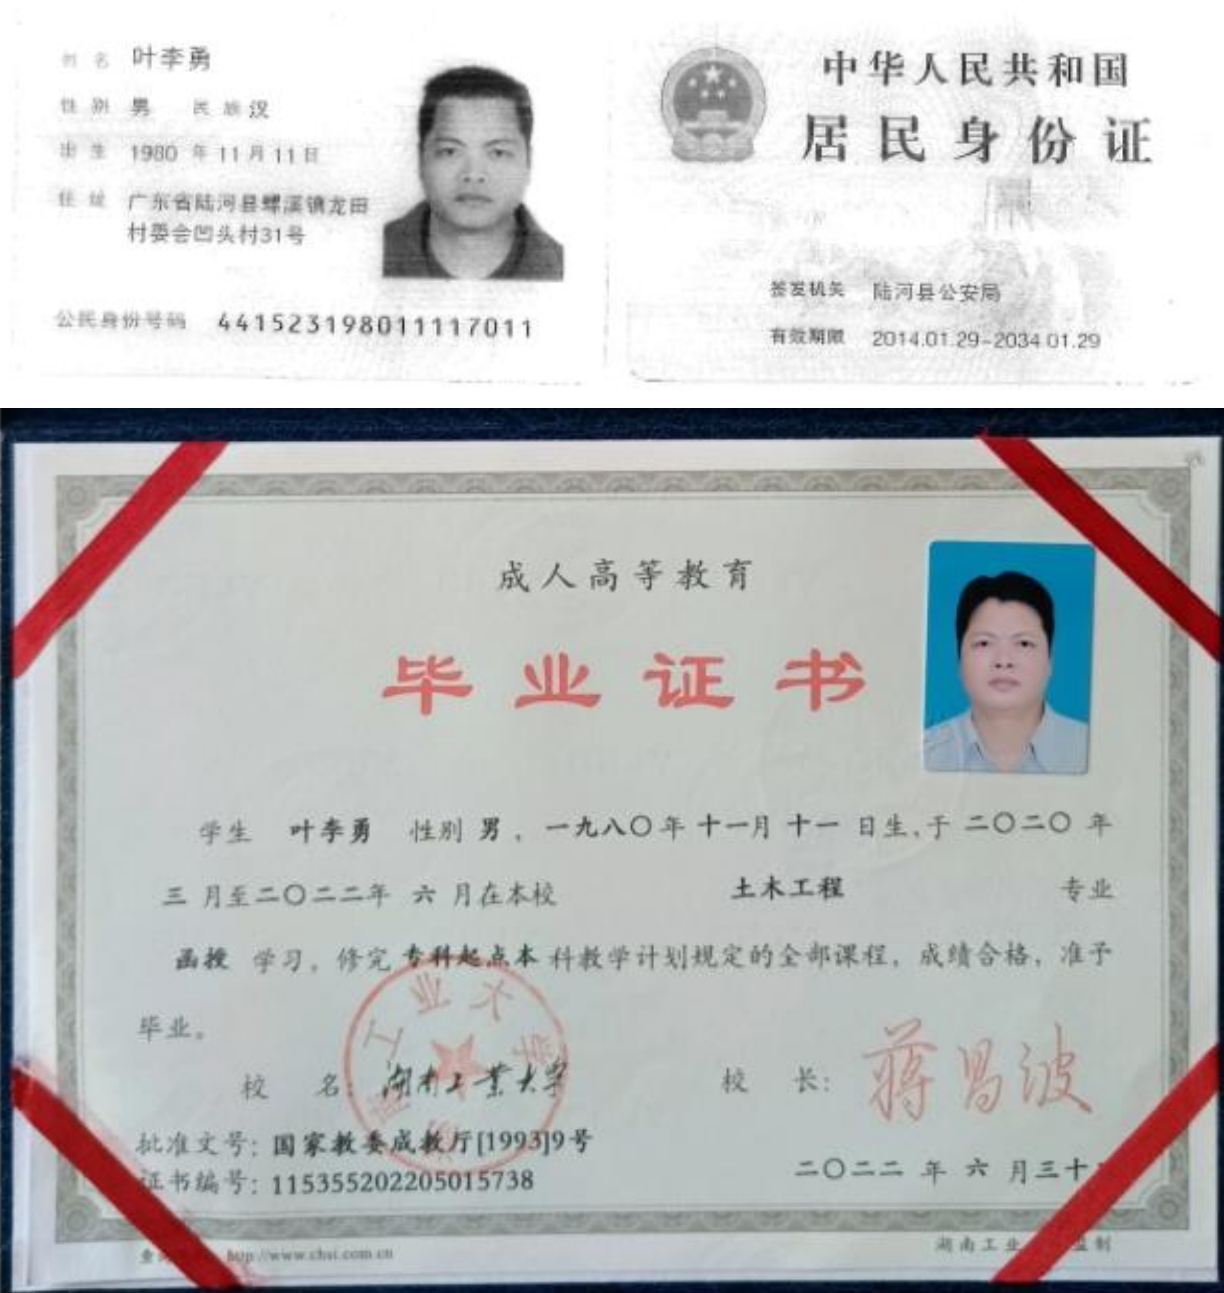 姓名 叶李勇
性别 男 民族 汉
出生 1980 年 11 月 11 日
住址 广东省陆河县螺溪镇龙田
村委会凹头村31号
公民身份号码 441523198011117011
中华人民共和国
居民身份证
签发机关 陆河县公安局
有效期限 2014.01.29-2034.01.29
成人高等教育
毕业证书
学生 叶李勇 性别 男，一九八〇年 十一月 十一 日生，于 二〇二〇 年
三 月至二〇二二年 六 月在本校 土木工程 专业
函授 学习，修完 专科起点本 科教学计划规定的全部课程，成绩合格，准予
毕业。
校 名：湖南工业大学
校 长：蒋昌波
批准文号：国家教委成教厅[1993]9号
证书编号：115355202205015738
二〇二二 年 六 月三十
http://www.chsi.com.cn
湖南工业 监制